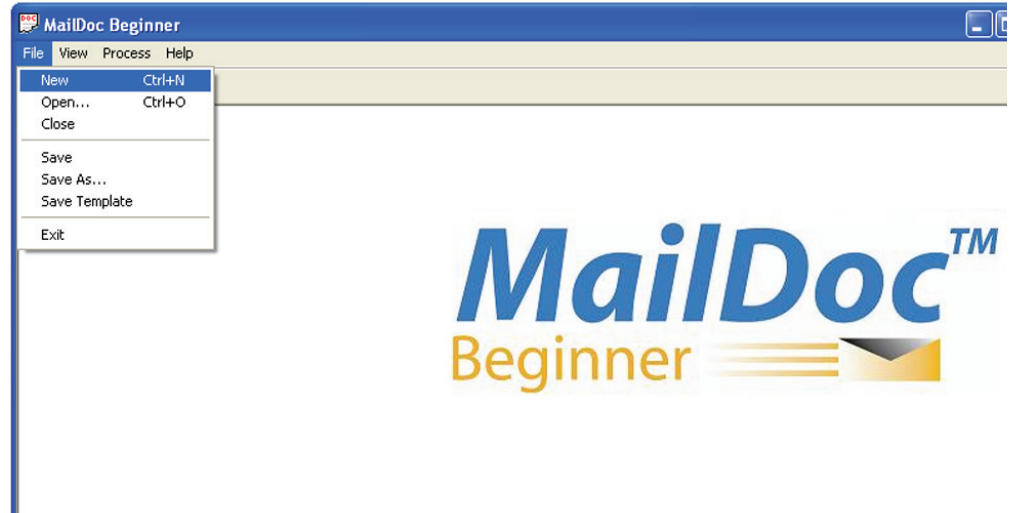 DOC
MailDoc Beginner
File View Process Help
New Ctrl+N
Open... Ctrl+O
Close
Save
Save As...
Save Template
Exit
MailDoc™
Beginner